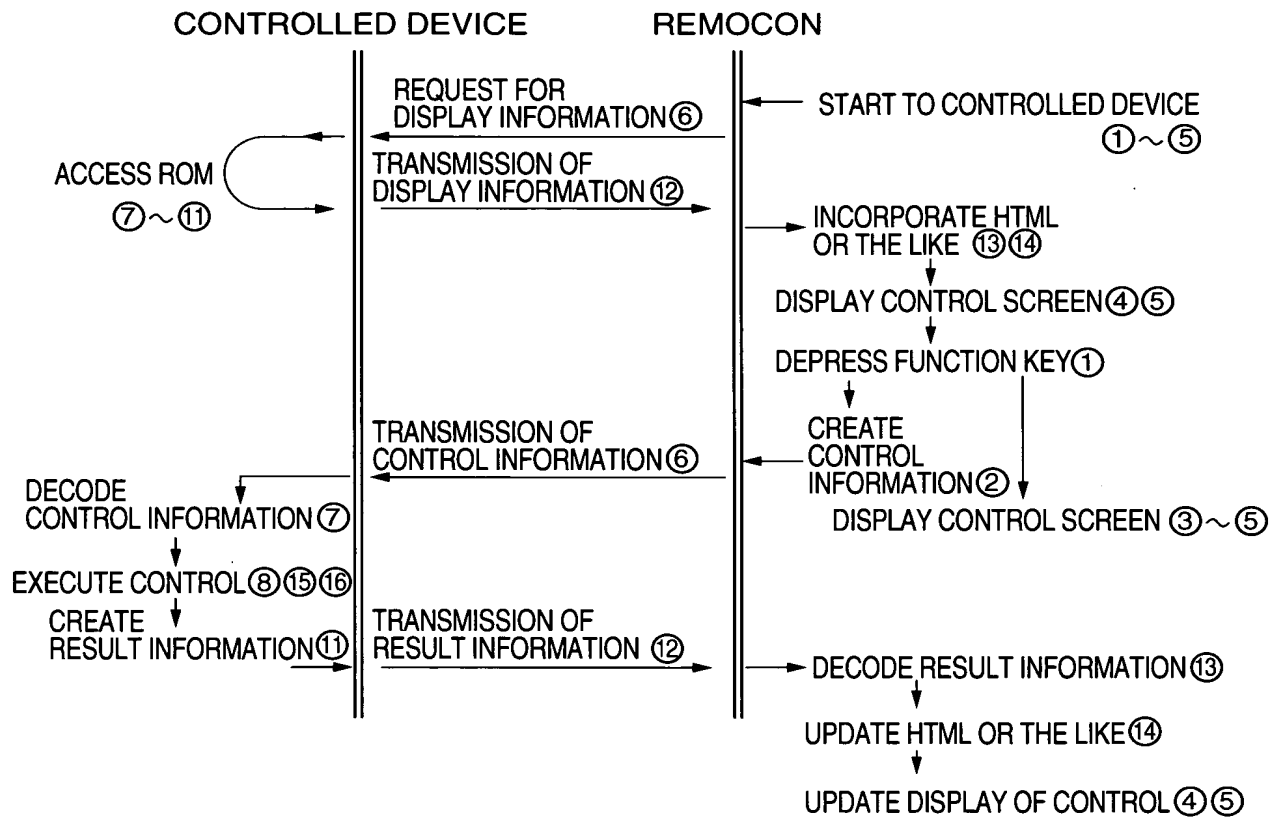 CONTROLLED DEVICE
REMOCON
REQUEST FOR
DISPLAY INFORMATION⑥
START TO CONTROLLED DEVICE
①~⑤
ACCESS ROM
⑦~⑪
TRANSMISSION OF
DISPLAY INFORMATION⑫
INCORPORATE HTML
OR THE LIKE ⑬⑭
DISPLAY CONTROL SCREEN④⑤
DEPRESS FUNCTION KEY①
CREATE
CONTROL
INFORMATION②
TRANSMISSION OF
CONTROL INFORMATION⑥
DISPLAY CONTROL SCREEN ③~⑤
DECODE
CONTROL INFORMATION⑦
EXECUTE CONTROL⑧⑮⑯
CREATE
RESULT INFORMATION⑪
TRANSMISSION OF
RESULT INFORMATION ⑫
DECODE RESULT INFORMATION⑬
UPDATE HTML OR THE LIKE⑭
UPDATE DISPLAY OF CONTROL④⑤